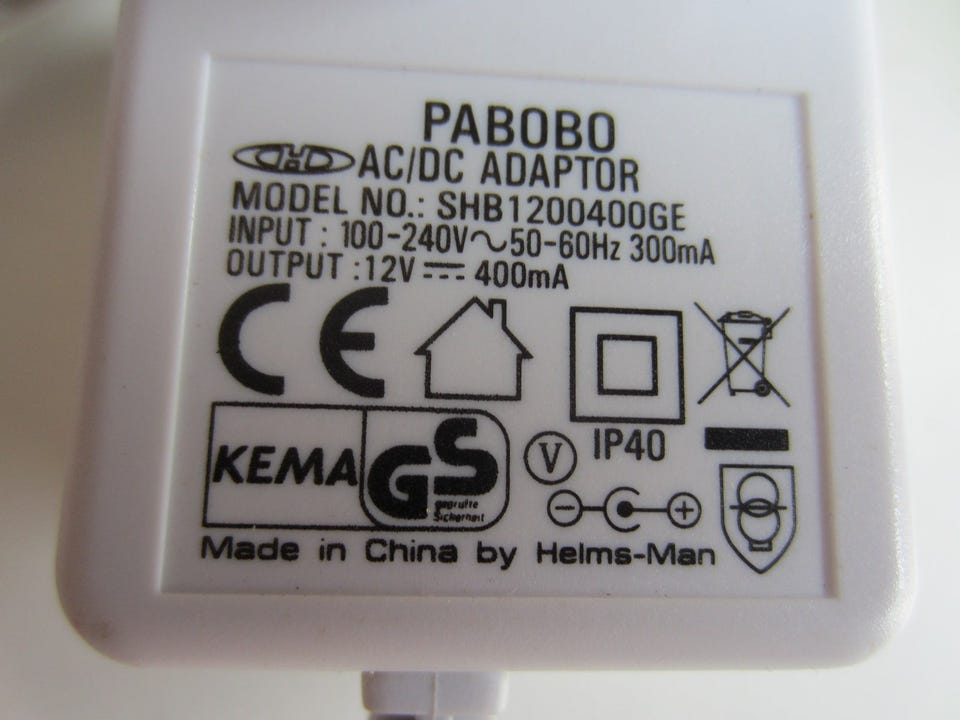 PABOBO
AC/DC ADAPTOR
MODEL NO.: SHB1200400GE
INPUT : 100-240V∼50-60Hz 300mA
OUTPUT :12V ⎓ 400mA
CE
IP40
KEMA
GS
geprüfte
Sicherheit
V
Made in China by Helms-Man